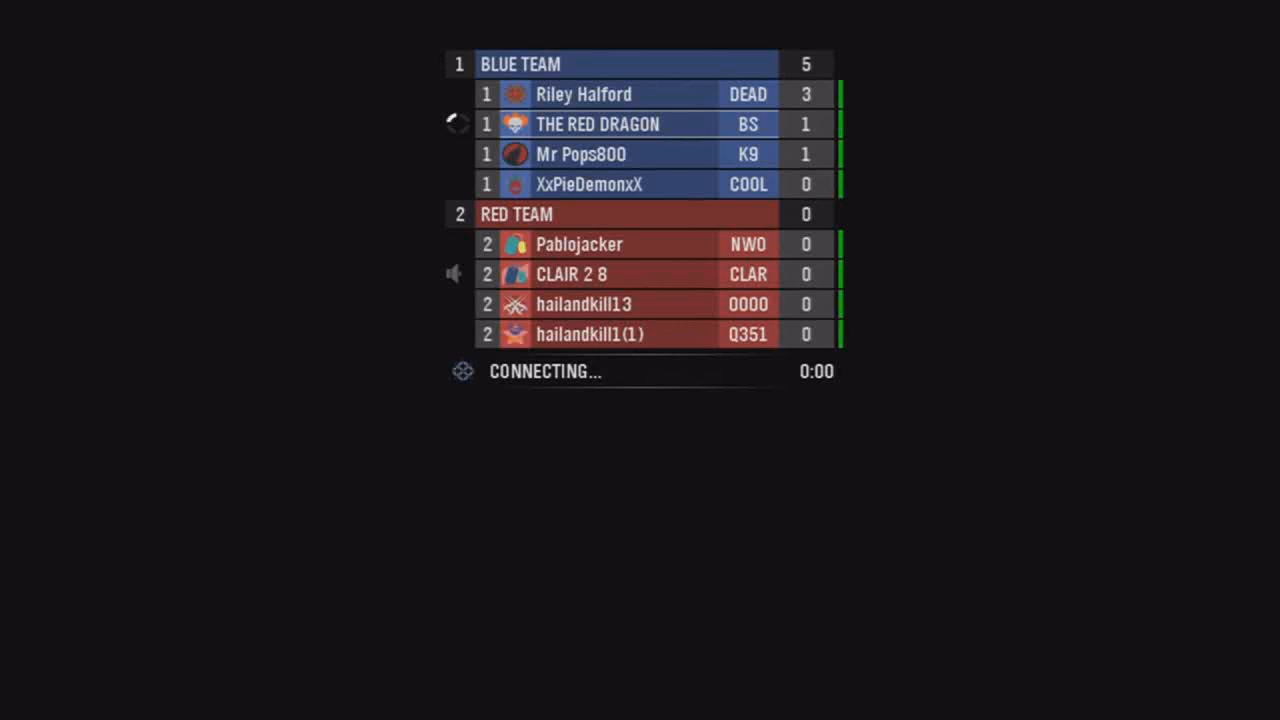 1 BLUE TEAM 5
1 Riley Halford DEAD 3
1 THE RED DRAGON BS 1
1 Mr Pops800 K9 1
1 XxPieDemonxX COOL 0
2 RED TEAM 0
2 Pablojacker NWO 0
2 CLAIR 2 8 CLAR 0
2 hailandkill13 0000 0
2 hailandkill1(1) Q351 0
CONNECTING... 0:00